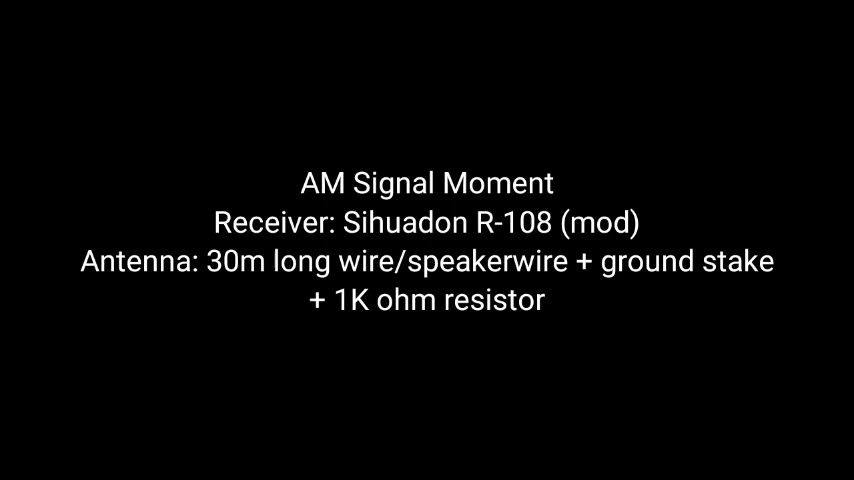 AM Signal Moment
Receiver: Sihuadon R-108 (mod)
Antenna: 30m long wire/speakerwire + ground stake
+ 1K ohm resistor